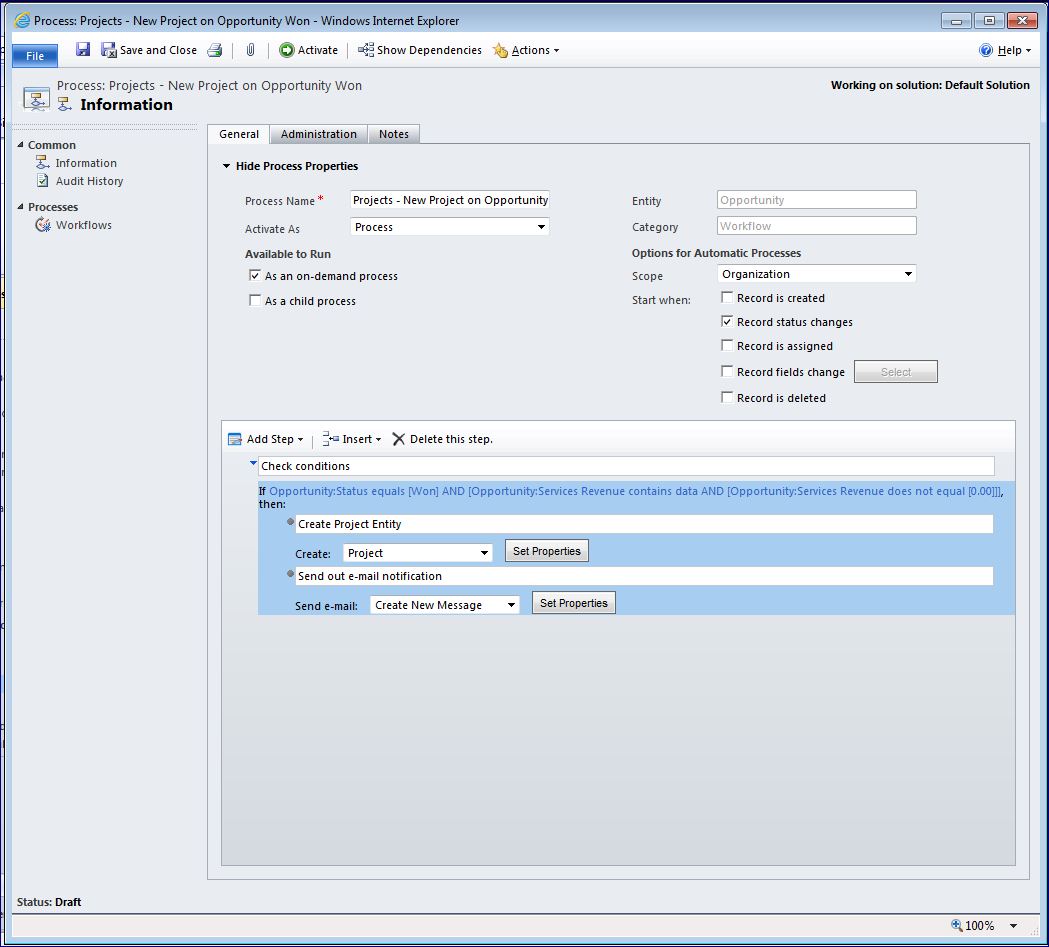 Process: Projects - New Project on Opportunity Won - Windows Internet Explorer
File Save and Close Activate Show Dependencies Actions Help
Process: Projects - New Project on Opportunity Won
Information
Working on solution: Default Solution
Common
Information
Audit History
Processes
Workflows
General Administration Notes
Hide Process Properties
Process Name* Projects - New Project on Opportunity
Activate As Process
Available to Run
As an on-demand process
As a child process
Entity Opportunity
Category Workflow
Options for Automatic Processes
Scope Organization
Start when: Record is created
Record status changes
Record is assigned
Record fields change Select
Record is deleted
Add Step Insert Delete this step.
Check conditions
If Opportunity:Status equals [Won] AND [Opportunity:Services Revenue contains data AND [Opportunity:Services Revenue does not equal [0.00]]],
then:
Create Project Entity
Create: Project Set Properties
Send out e-mail notification
Send e-mail: Create New Message Set Properties
Status: Draft
100%